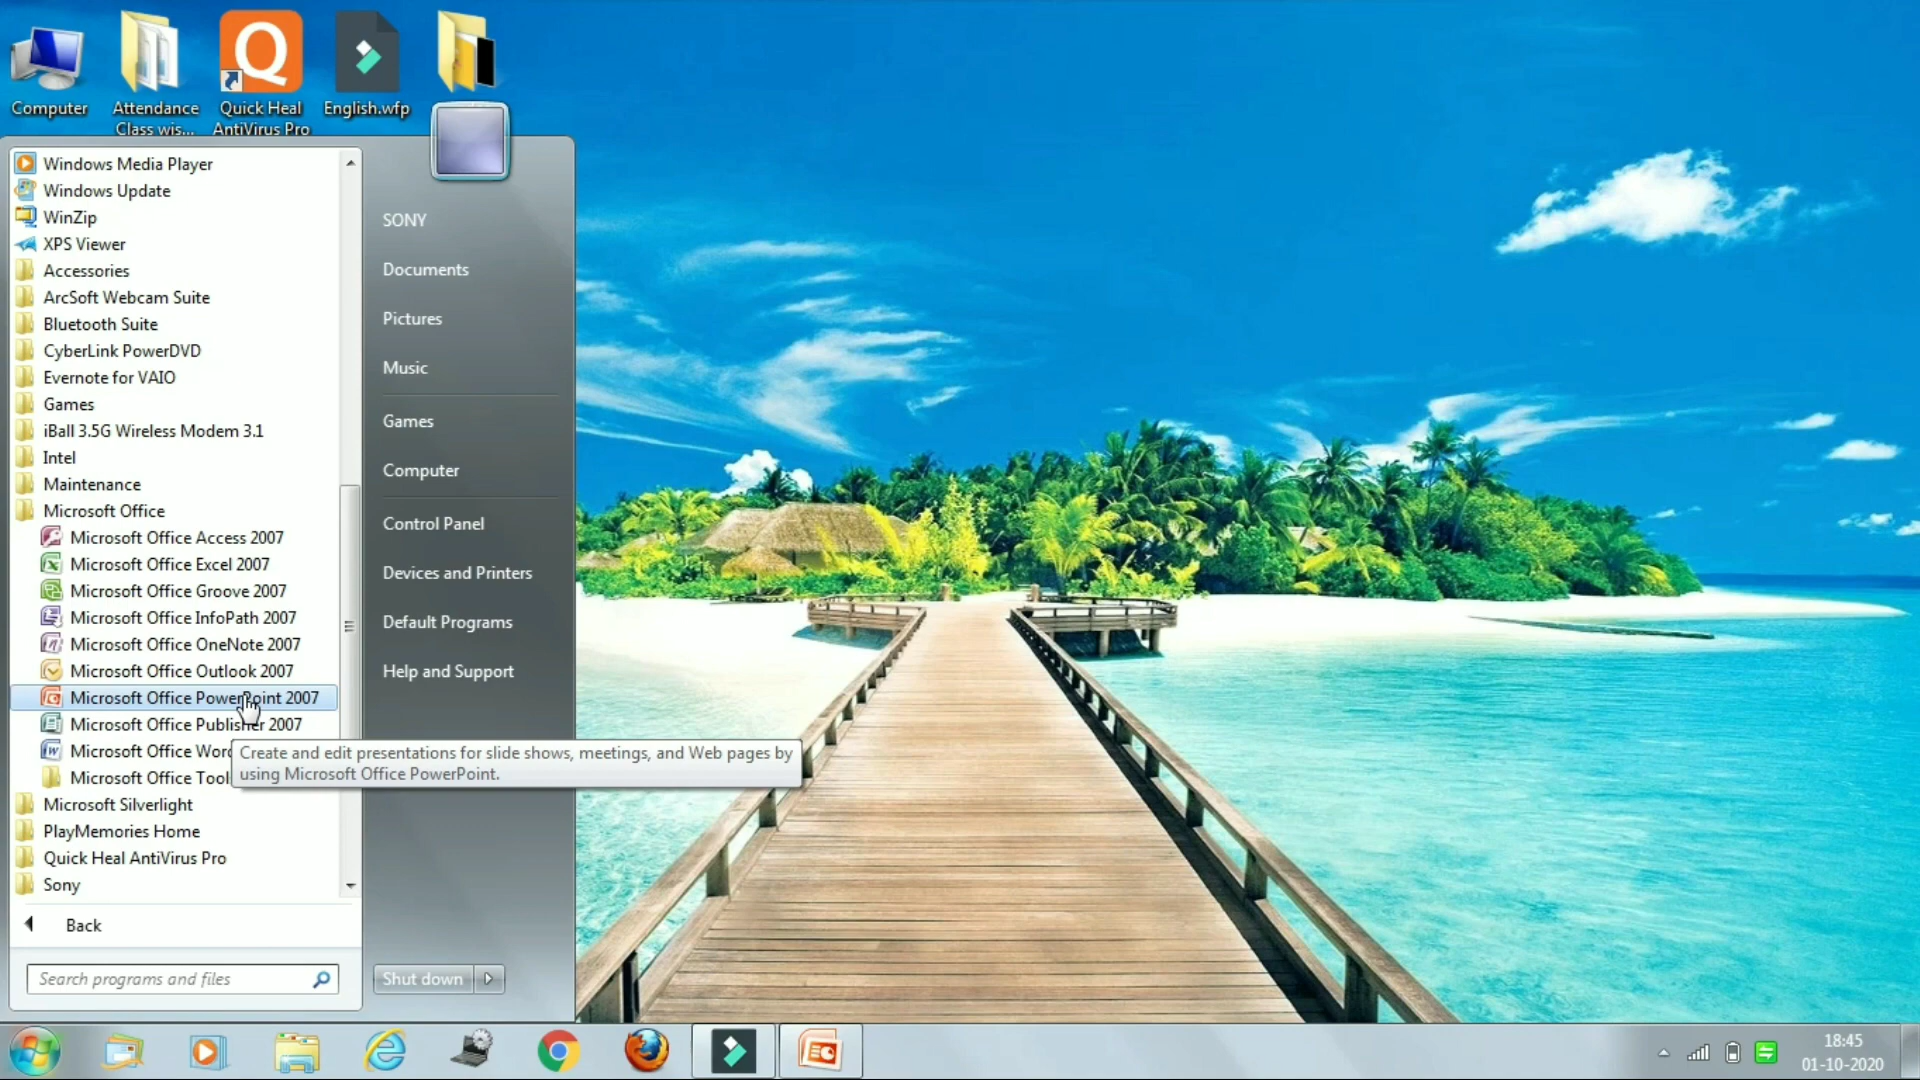 Computer
Attendance
Class wis...
Quick Heal
AntiVirus Pro
English.wfp
Windows Media Player
Windows Update
WinZip
XPS Viewer
Accessories
ArcSoft Webcam Suite
Bluetooth Suite
CyberLink PowerDVD
Evernote for VAIO
Games
iBall 3.5G Wireless Modem 3.1
Intel
Maintenance
Microsoft Office
Microsoft Office Access 2007
Microsoft Office Excel 2007
Microsoft Office Groove 2007
Microsoft Office InfoPath 2007
Microsoft Office OneNote 2007
Microsoft Office Outlook 2007
Microsoft Office PowerPoint 2007
Microsoft Office Publisher 2007
Microsoft Office Word
Microsoft Office Tool
Create and edit presentations for slide shows, meetings, and Web pages by
using Microsoft Office PowerPoint.
Microsoft Silverlight
PlayMemories Home
Quick Heal AntiVirus Pro
Sony
Back
Search programs and files
SONY
Documents
Pictures
Music
Games
Computer
Control Panel
Devices and Printers
Default Programs
Help and Support
Shut down
18:45
01-10-2020